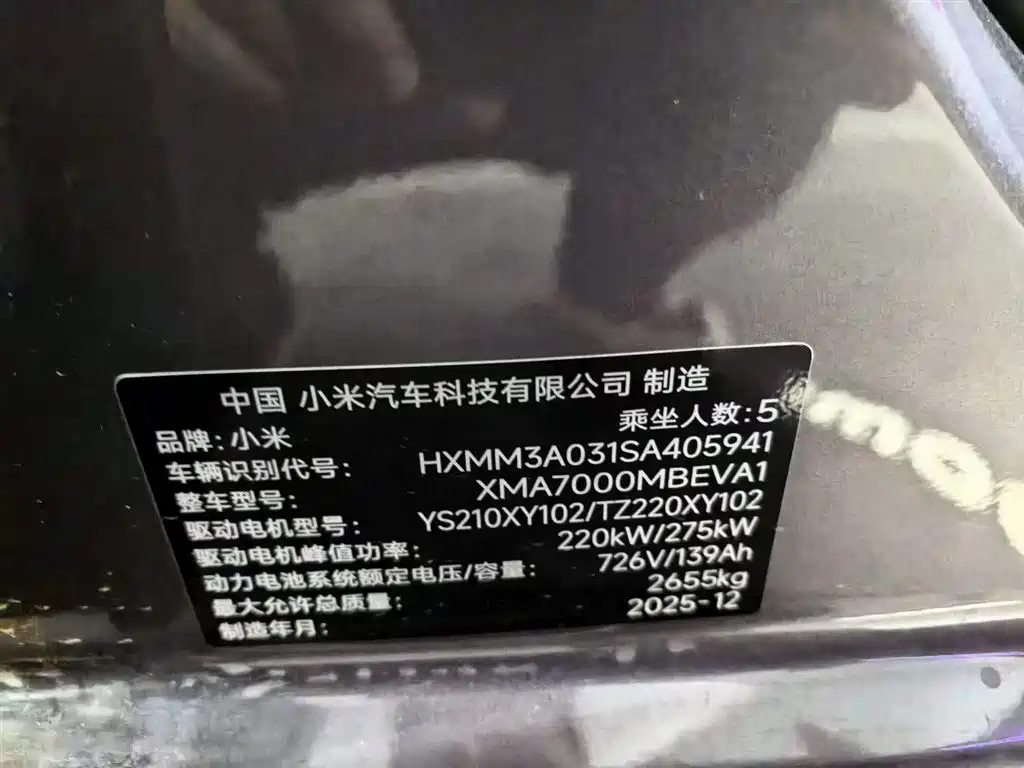 中国 小米汽车科技有限公司 制造
品牌:小米 乘坐人数:5
车辆识别代号: HXMM3A031SA405941
整车型号: XMA7000MBEVA1
驱动电机型号: YS210XY102/TZ220XY102
驱动电机峰值功率: 220kW/275kW
动力电池系统额定电压/容量: 726V/139Ah
最大允许总质量: 2655kg
制造年月: 2025-12